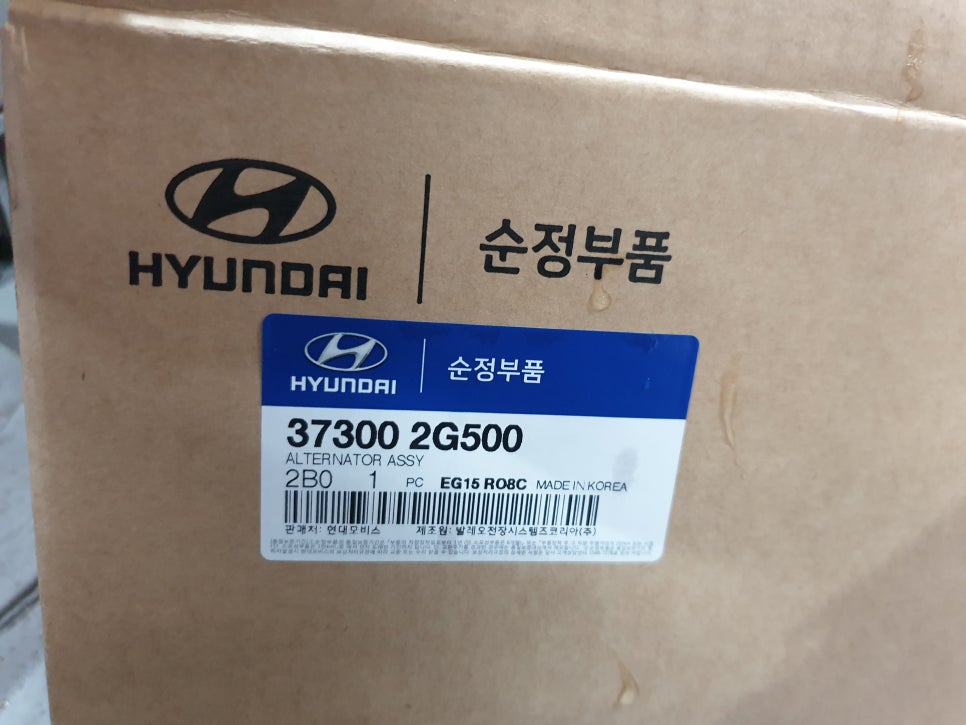 HYUNDAI
순정부품
HYUNDAI
순정부품
37300 2G500
ALTERNATOR ASSY
2B0 1 PC EG15 RO8C MADE IN KOREA
판매처: 현대모비스 제조원: 발레오전장시스템즈코리아(주)